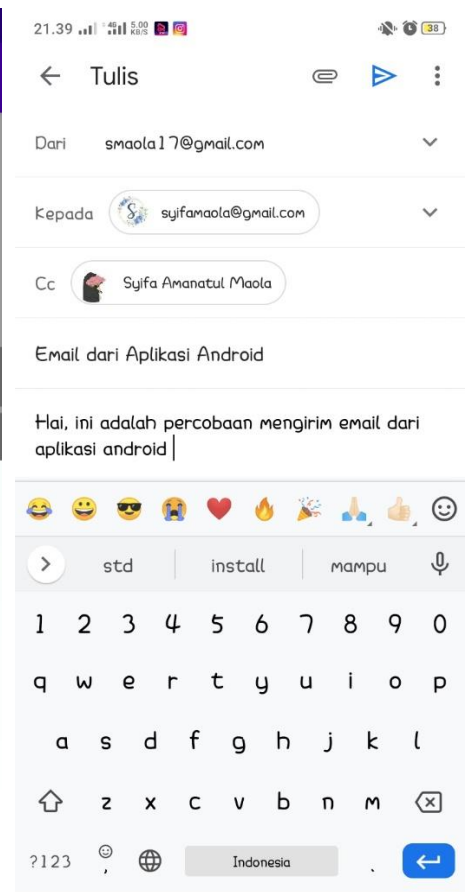 21.39 4G 5.00 KB/S 38
Tulis
Dari smaola17@gmail.com
Kepada syifamaola@gmail.com
Cc Syifa Amanatul Maola
Email dari Aplikasi Android
Hai, ini adalah percobaan mengirim email dari
aplikasi android
std install mampu
1 2 3 4 5 6 7 8 9 0
q w e r t y u i o p
a s d f g h j k l
z x c v b n m
?123 , Indonesia .